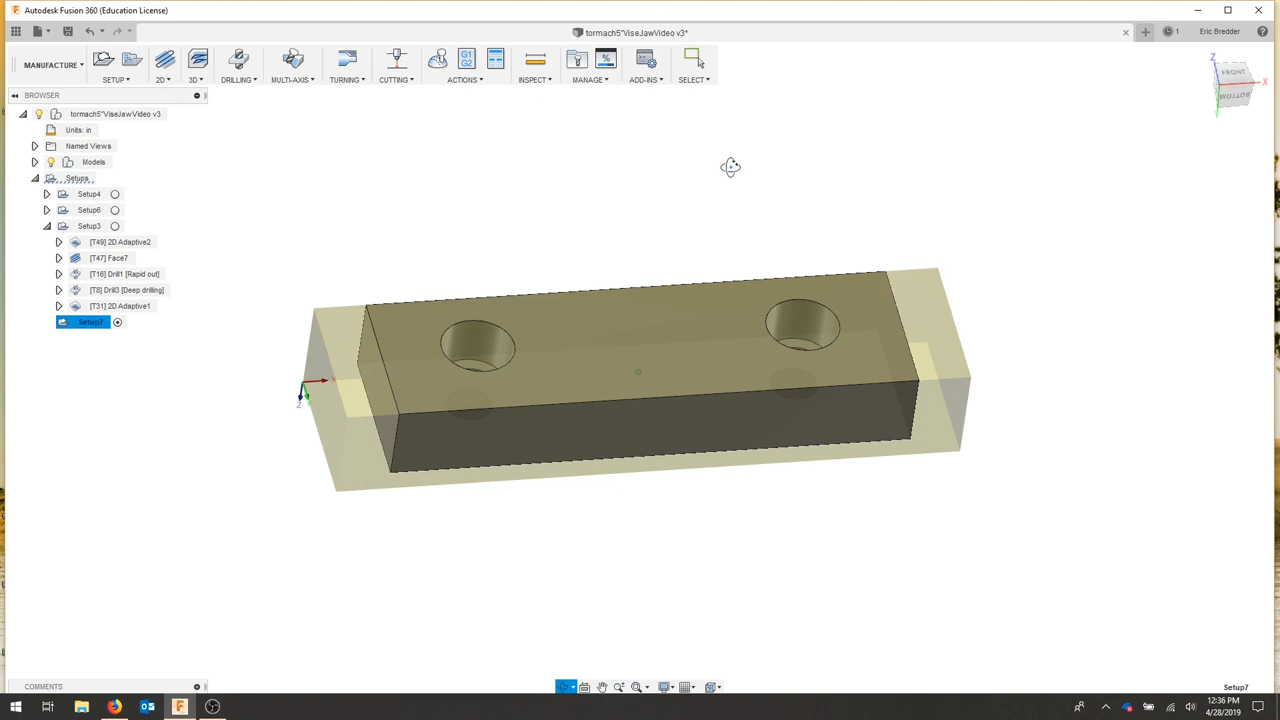 Autodesk Fusion 360 (Education License)
tormach5"ViseJawVideo v3*
1
Eric Bredder
MANUFACTURE
G1
G2
%
SETUP
2D
3D
DRILLING
MULTI-AXIS
TURNING
CUTTING
ACTIONS
INSPECT
MANAGE
ADD-INS
SELECT
BROWSER
tormach5"ViseJawVideo v3
Units: in
Named Views
Models
Setups
Setup4
Setup6
Setup3
[T49] 2D Adaptive2
[T47] Face7
[T16] Drill1 [Rapid out]
[T8] Drill3 [Deep drilling]
[T31] 2D Adaptive1
Setup7
Z
FRONT
X
BOTTOM
Y
X
Z
COMMENTS
Setup7
12:36 PM
4/28/2019